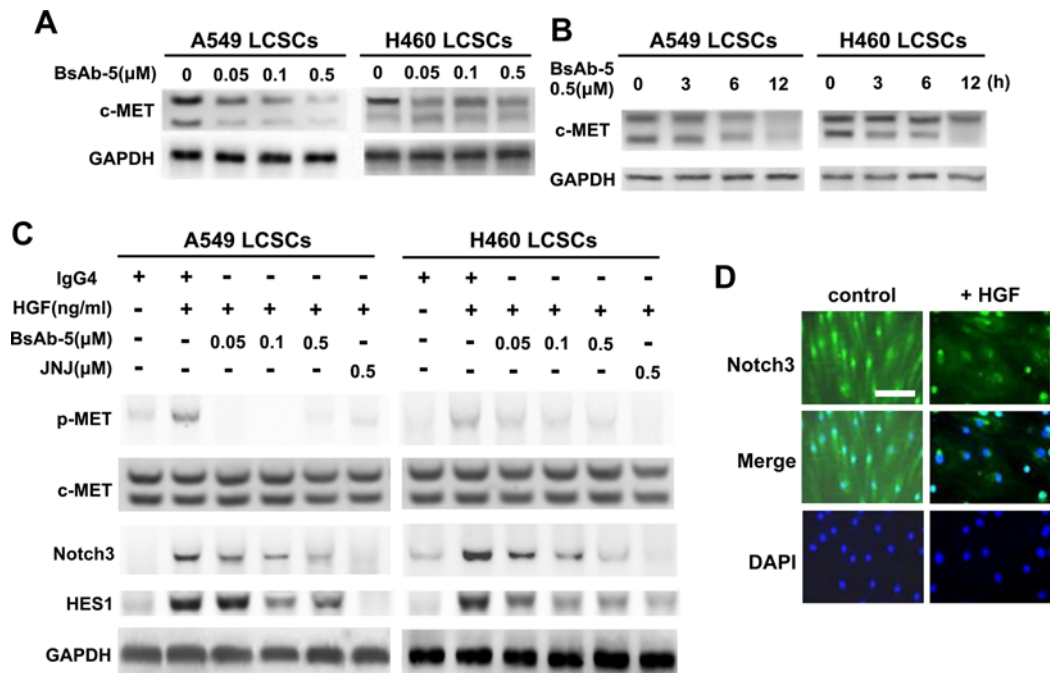 A
A549 LCSCs H460 LCSCs
BsAb-5(μM) 0 0.05 0.1 0.5 0 0.05 0.1 0.5
c-MET
GAPDH
B
A549 LCSCs H460 LCSCs
BsAb-5
0.5(μM) 0 3 6 12 0 3 6 12 (h)
c-MET
GAPDH
C
A549 LCSCs H460 LCSCs
IgG4 + + - - - - + + - - - -
HGF(ng/ml) - + + + + + - + + + + +
BsAb-5(μM) - - 0.05 0.1 0.5 - - - 0.05 0.1 0.5 -
JNJ(μM) - - - - - 0.5 - - - - - 0.5
p-MET
c-MET
Notch3
HES1
GAPDH
D
control + HGF
Notch3
Merge
DAPI